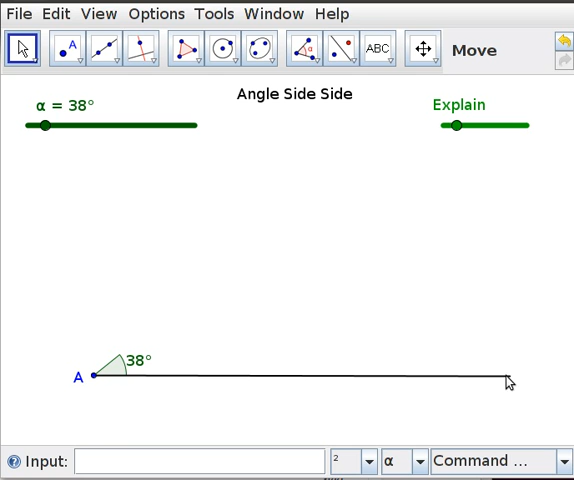 File Edit View Options Tools Window Help
A α ABC Move
Angle Side Side
α = 38°
Explain
38°
A
Input: ² α Command ...